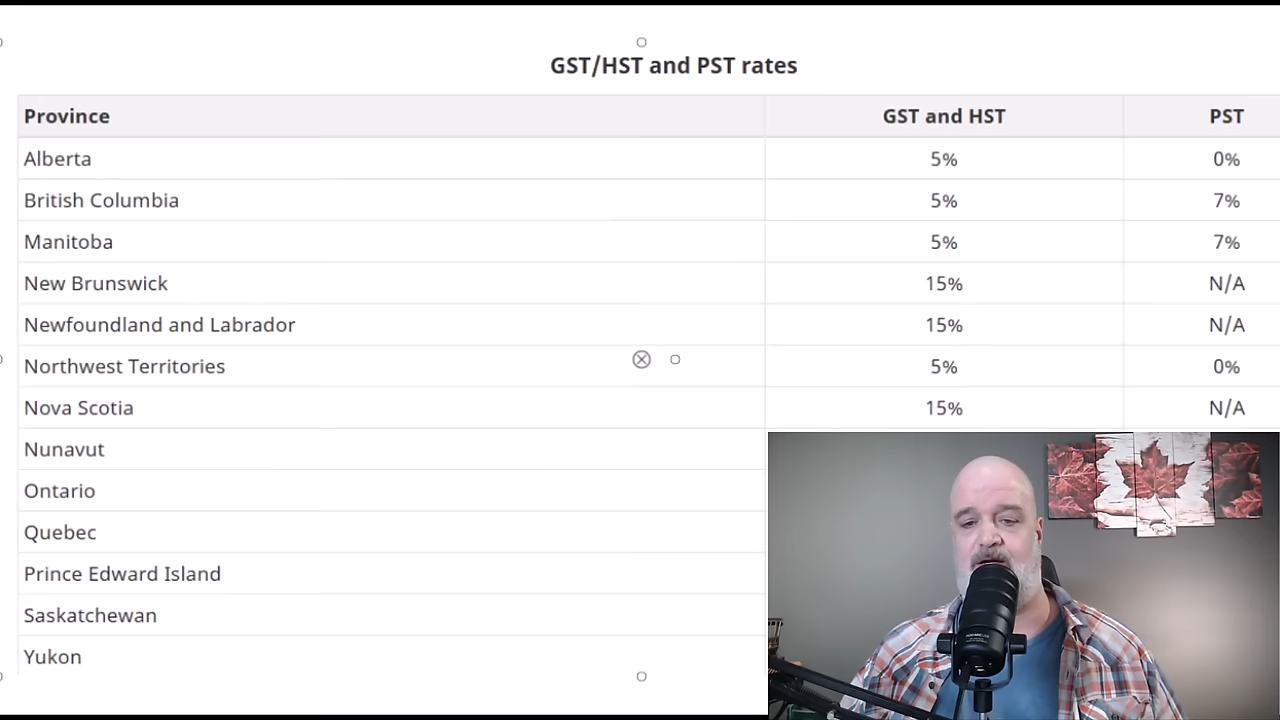 GST/HST and PST rates
Province GST and HST PST
Alberta 5% 0%
British Columbia 5% 7%
Manitoba 5% 7%
New Brunswick 15% N/A
Newfoundland and Labrador 15% N/A
Northwest Territories 5% 0%
Nova Scotia 15% N/A
Nunavut
Ontario
Quebec
Prince Edward Island
Saskatchewan
Yukon